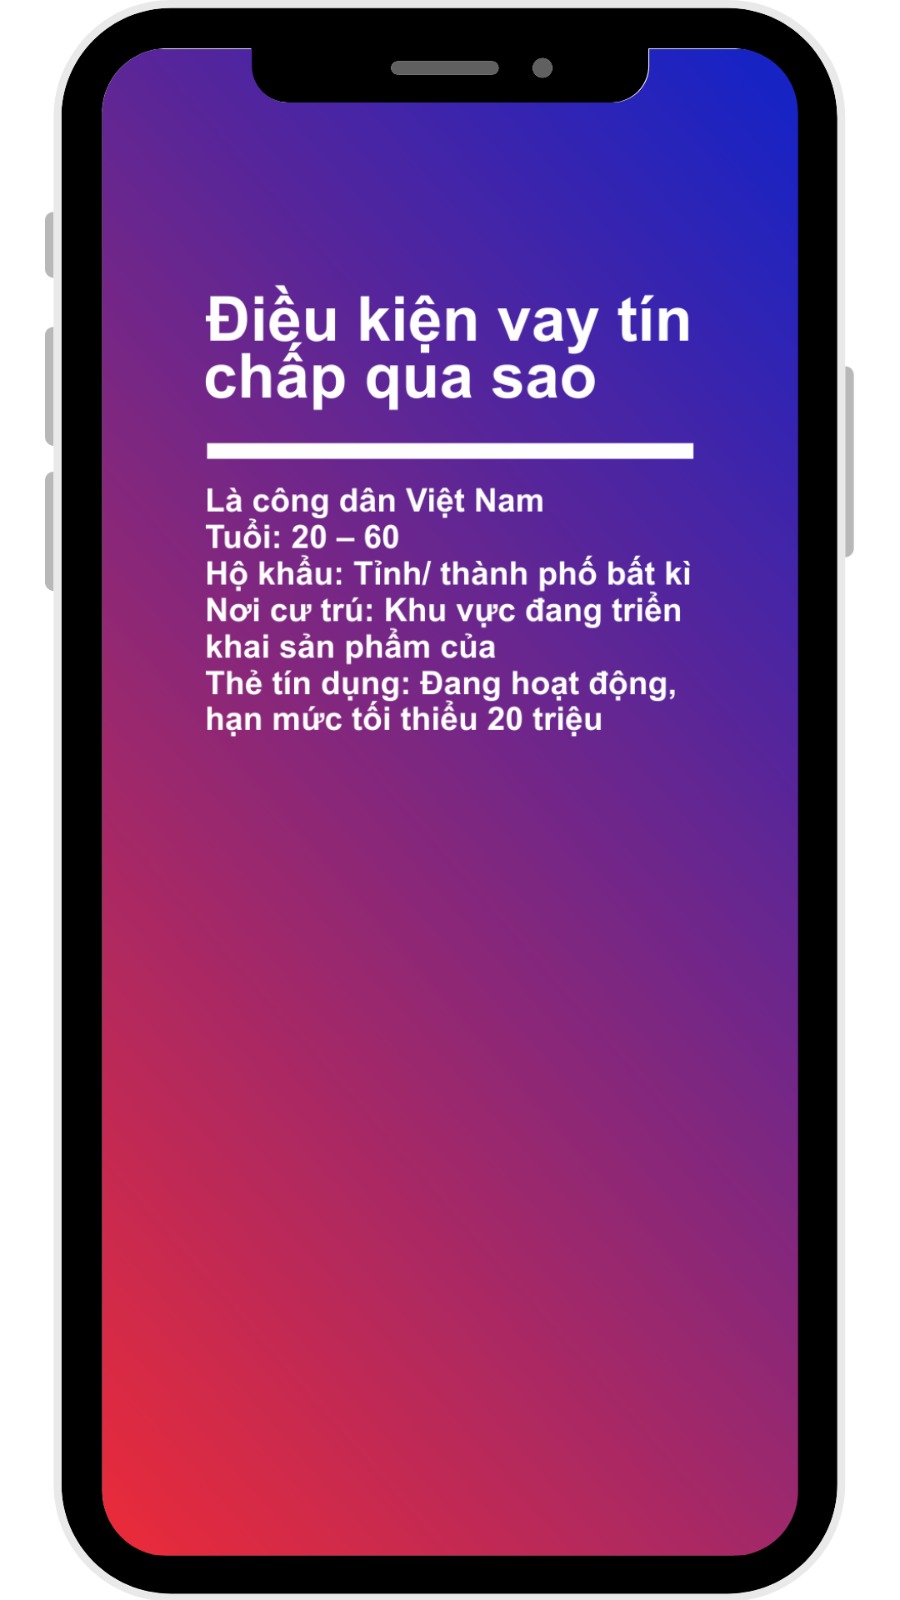 Điều kiện vay tín
chấp qua sao
Là công dân Việt Nam
Tuổi: 20 – 60
Hộ khẩu: Tỉnh/ thành phố bất kì
Nơi cư trú: Khu vực đang triển
khai sản phẩm của
Thẻ tín dụng: Đang hoạt động,
hạn mức tối thiểu 20 triệu